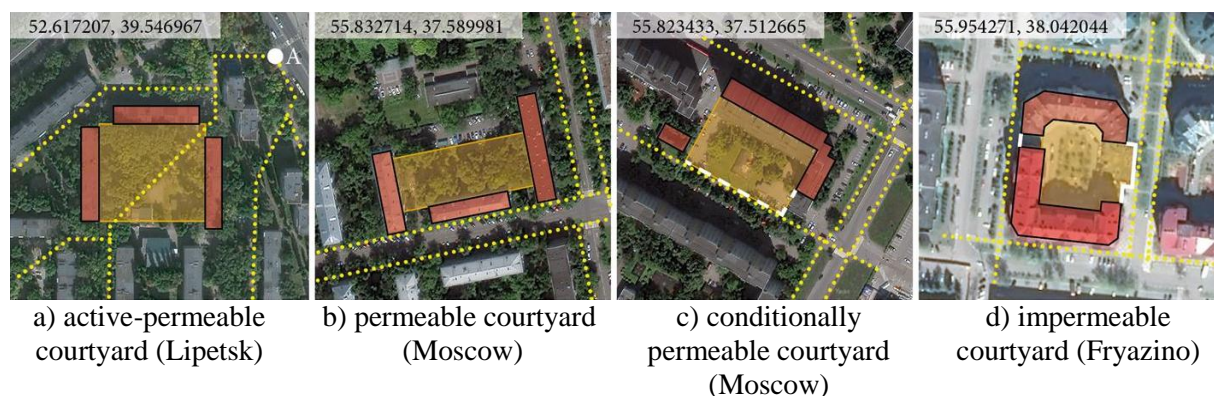 52.617207, 39.546967
A
55.832714, 37.589981
55.823433, 37.512665
55.954271, 38.042044
a) active-permeable
courtyard (Lipetsk)
b) permeable courtyard
(Moscow)
c) conditionally
permeable courtyard
(Moscow)
d) impermeable
courtyard (Fryazino)